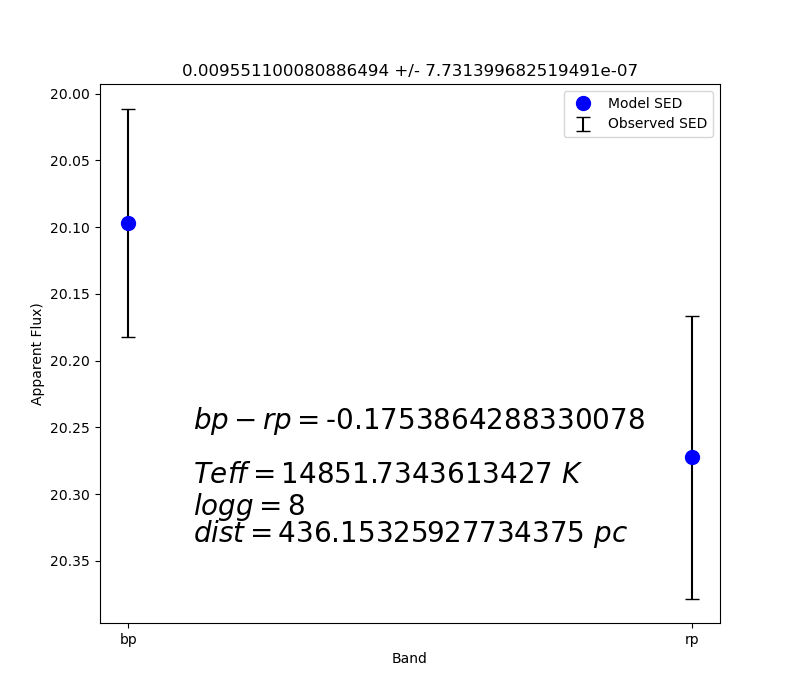 0.0095511000808864​94 +/- 7.731399682519491e-07
Model SED
Observed SED
20.00
20.05
20.10
20.15
20.20
20.25
20.30
20.35
Apparent Flux)
bp − rp = -0.1753864288330078
Teff = 14851.7343613427 K
logg = 8
dist = 436.15325927734375 pc
bp
rp
Band